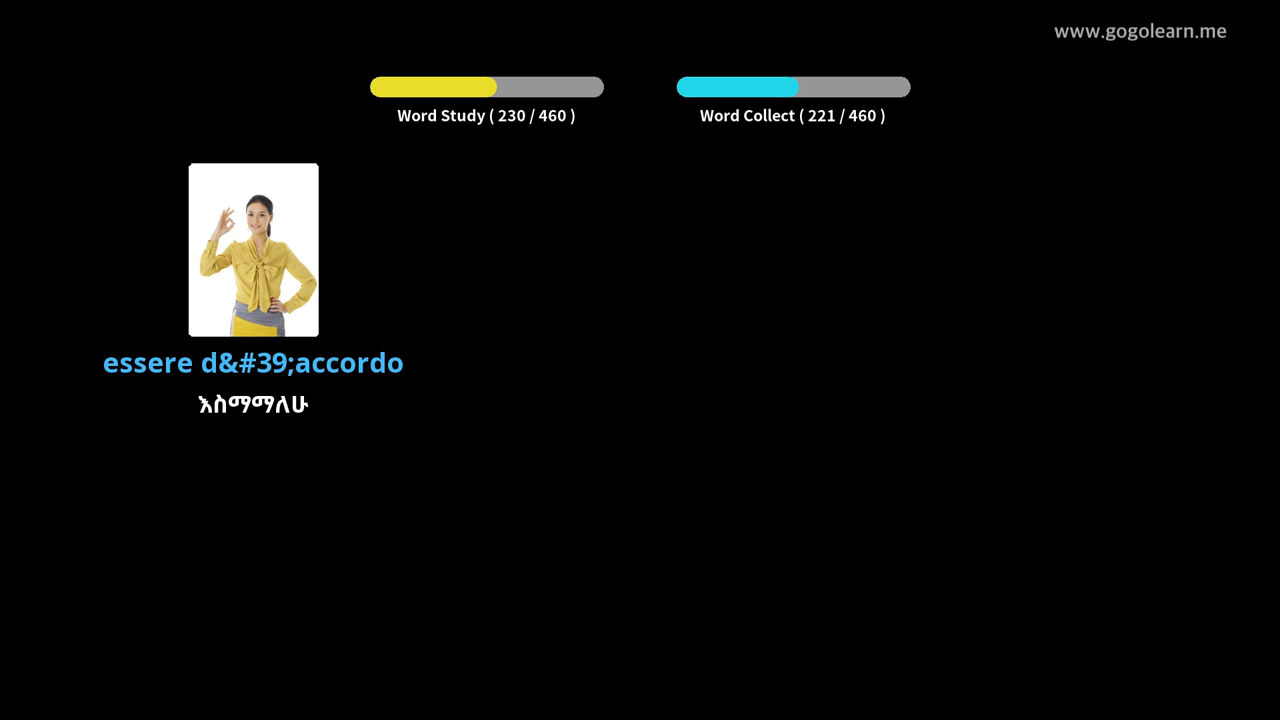 www.gogolearn.me
Word Study ( 230 / 460 )
Word Collect ( 221 / 460 )
essere d&#39;accordo
እስማማለሁ